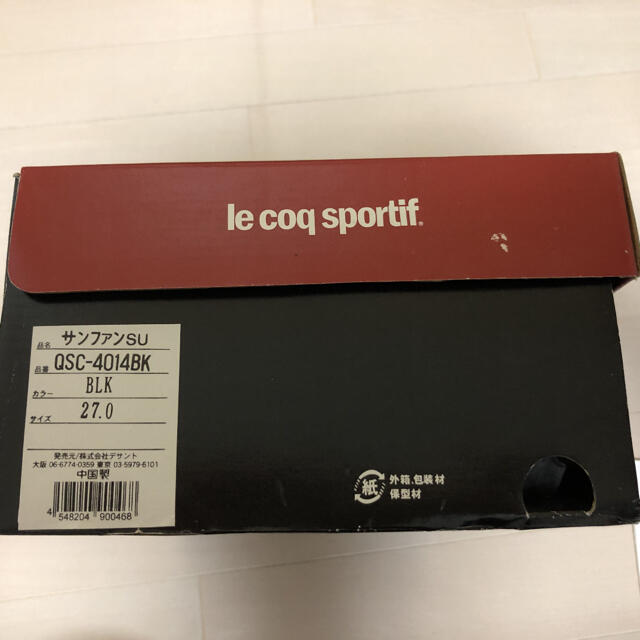 le coq sportif®
品名 サンファンSU
品番 QSC-4014BK
カラー BLK
サイズ 27.0
発売元/株式会社デサント
大阪 06-6774-0359 東京 03-5979-6101
中国製
4 548204 900468
紙 外箱,包装材
保型材